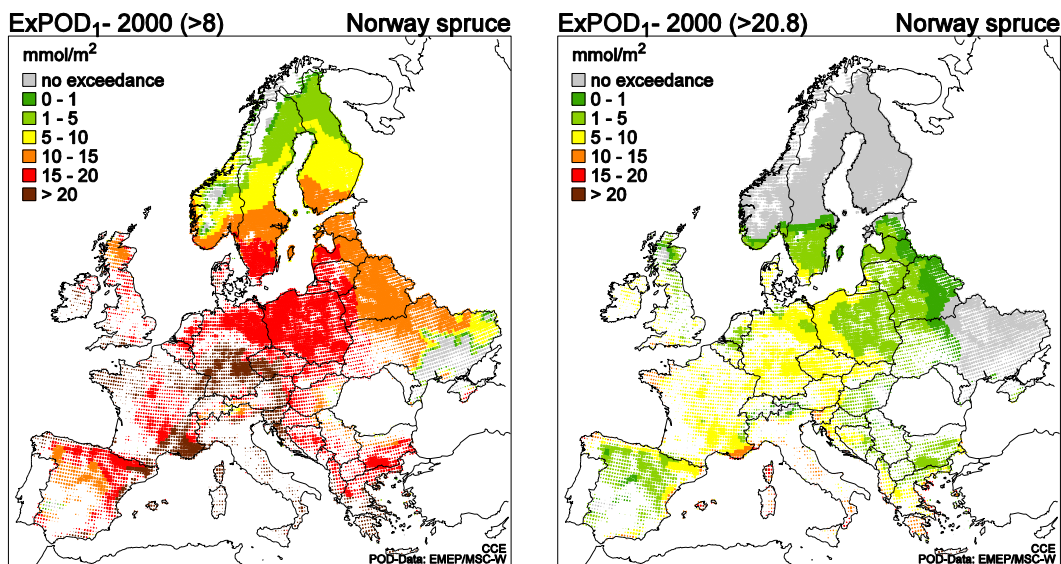 ExPOD₁- 2000 (>8) Norway spruce
mmol/m²
no exceedance
0 - 1
1 - 5
5 - 10
10 - 15
15 - 20
> 20
CCE
POD-Data: EMEP/MSC-W
ExPOD₁- 2000 (>20.8) Norway spruce
mmol/m²
no exceedance
0 - 1
1 - 5
5 - 10
10 - 15
15 - 20
> 20
CCE
POD-Data: EMEP/MSC-W